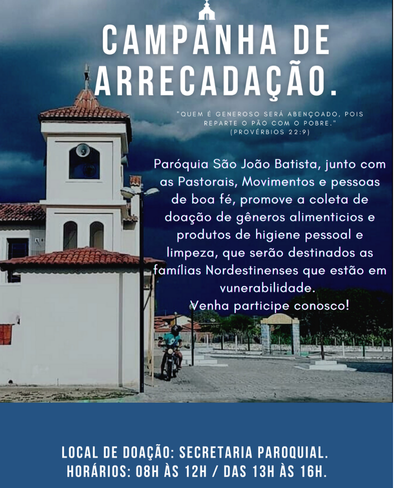 CAMPANHA DE
ARRECADAÇÃO.
"QUEM É GENEROSO SERÁ ABENÇOADO, POIS
REPARTE O PÃO COM O POBRE."
(PROVÉRBIOS 22:9)
Paróquia São João Batista, junto com
as Pastorais, Movimentos e pessoas
de boa fé, promove a coleta de
doação de gêneros alimenticios e
produtos de higiene pessoal e
limpeza, que serão destinados as
famílias Nordestinenses que estão em
vunerabilidade.
Venha participe conosco!
LOCAL DE DOAÇÃO: SECRETARIA PAROQUIAL.
HORÁRIOS: 08H ÀS 12H / DAS 13H ÀS 16H.